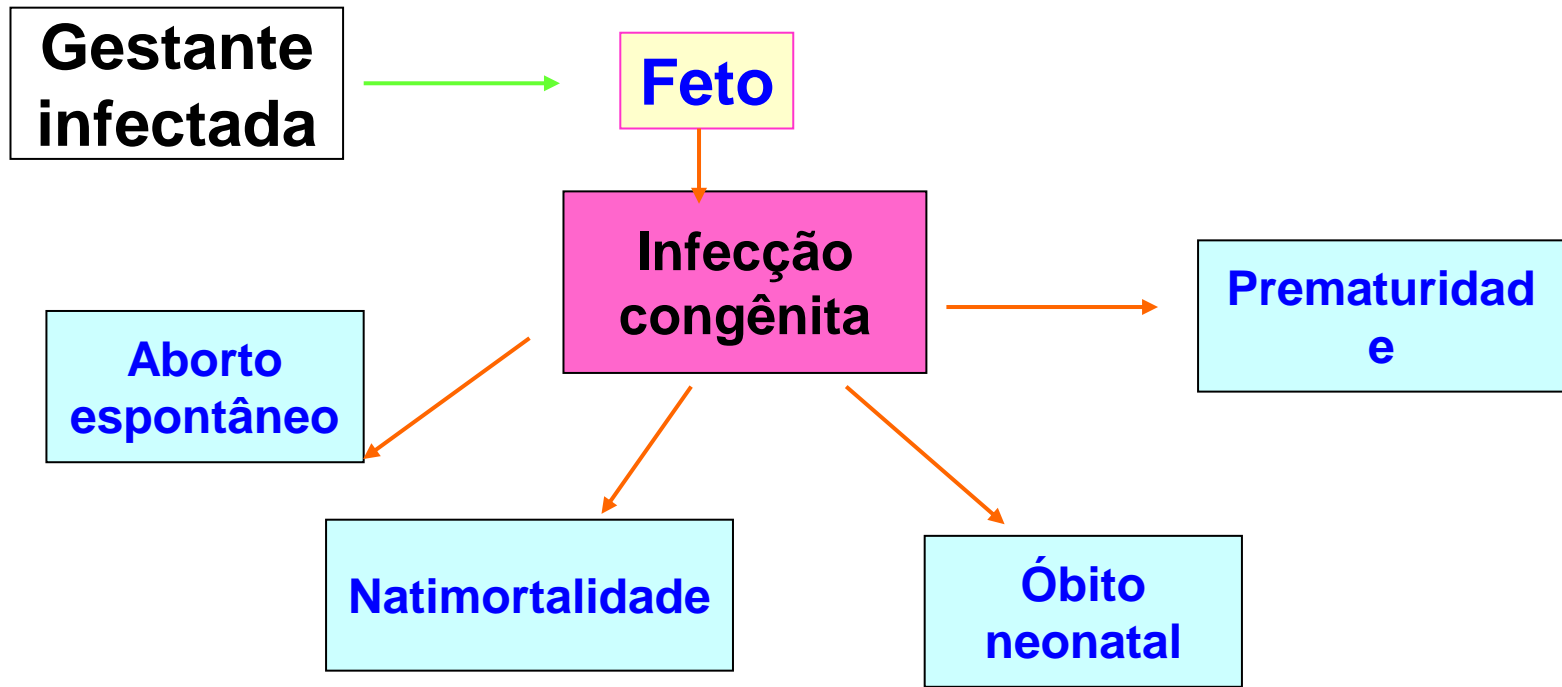 Gestante
infectada
Feto
Infecção
congênita
Prematuridad
e
Aborto
espontâneo
Natimortalidade
Óbito
neonatal